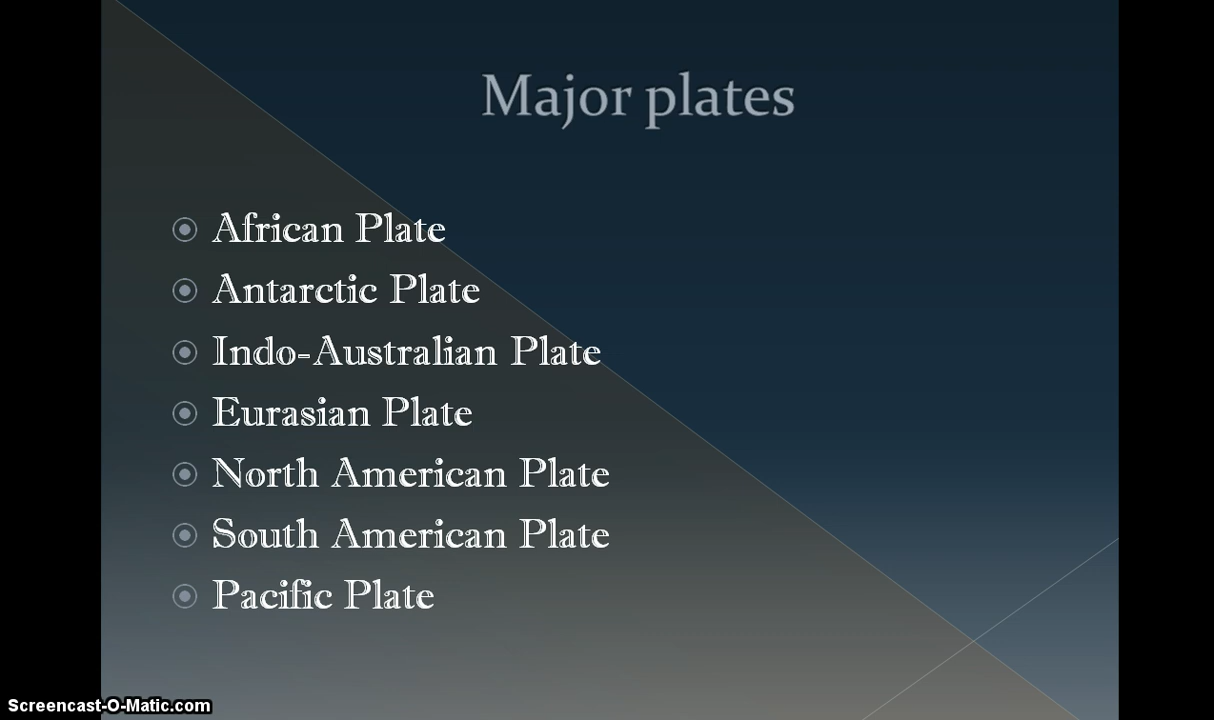 Major plates
African Plate
Antarctic Plate
Indo-Australian Plate
Eurasian Plate
North American Plate
South American Plate
Pacific Plate
Screencast-O-Matic.com